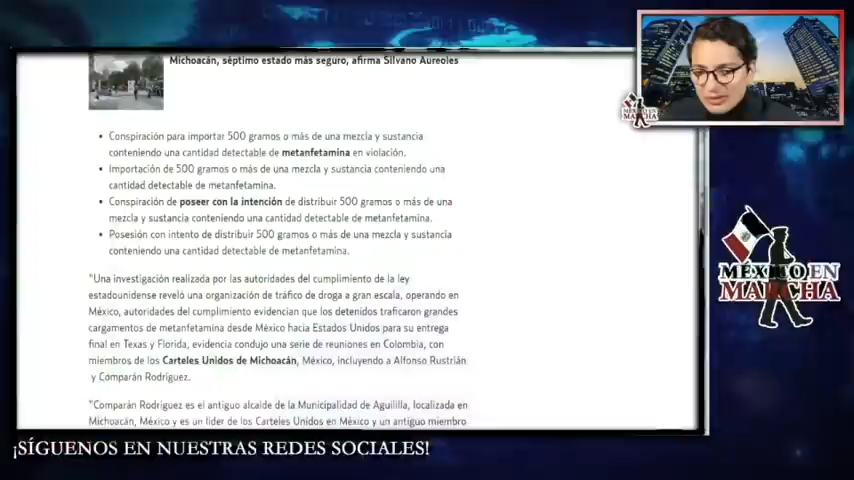 Michoacán, séptimo estado más seguro, afirma Silvano Aureoles
• Conspiración para importar 500 gramos o más de una mezcla y sustancia
conteniendo una cantidad detectable de metanfetamina en violación.
• Importación de 500 gramos o más de una mezcla y sustancia conteniendo una
cantidad detectable de metanfetamina.
• Conspiración de poseer con la intención de distribuir 500 gramos o más de una
mezcla y sustancia conteniendo una cantidad detectable de metanfetamina.
• Posesión con intento de distribuir 500 gramos o más de una mezcla y sustancia
conteniendo una cantidad detectable de metanfetamina.
"Una investigación realizada por las autoridades del cumplimiento de la ley
estadounidense reveló una organización de tráfico de droga a gran escala, operando en
México, autoridades del cumplimiento evidencian que los detenidos traficaron grandes
cargamentos de metanfetamina desde México hacia Estados Unidos para su entrega
final en Texas y Florida, evidencia condujo una serie de reuniones en Colombia, con
miembros de los Carteles Unidos de Michoacán, México, incluyendo a Alfonso Rustrián
y Comparán Rodríguez.
"Comparán Rodríguez es el antiguo alcalde de la Municipalidad de Aguililla, localizada en
Michoacán, México y es un líder de los Carteles Unidos en México y un antiguo miembro
MÉXICO EN
MARCHA
MÉXICO EN
MARCHA
¡SÍGUENOS EN NUESTRAS REDES SOCIALES!